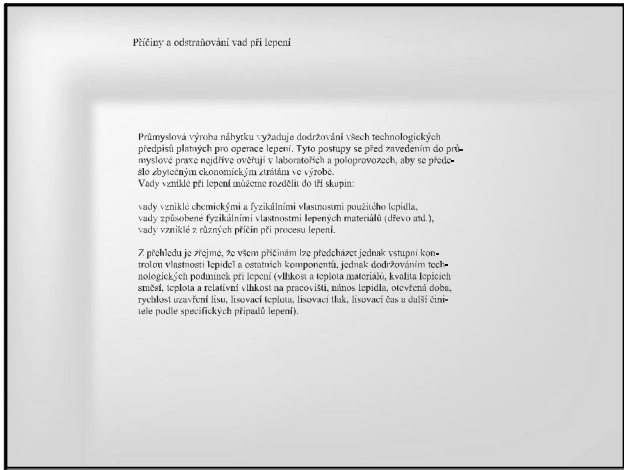 Příčiny a odstraňování vad při lepení
Průmyslová výroba nábytku vyžaduje dodržování všech technologických
předpisů platných pro operace lepení. Tyto postupy se před zavedením do prů-
myslové praxe nejdříve ověřují v laboratořích a poloprovozech, aby se přede-
šlo zbytečným ekonomickým ztrátám ve výrobě.
Vady vzniklé při lepení můžeme rozdělit do tří skupin:
vady vzniklé chemickými a fyzikálními vlastnostmi použitého lepidla,
vady způsobené fyzikálními vlastnostmi lepených materiálů (dřevo atd.),
vady vzniklé z různých příčin při procesu lepení.
Z přehledu je zřejmé, že všem příčinám lze předcházet jednak vstupní kon-
trolou vlastností lepidel a ostatních komponentů, jednak dodržováním tech-
nologických podmínek při lepení (vlhkost a teplota materiálů, kvalita lepicích
směsí, teplota a relativní vlhkost na pracovišti, nános lepidla, otevřená doba,
rychlost uzavření lisu, lisovací teplota, lisovací tlak, lisovací čas a další čini-
tele podle specifických případů lepení).